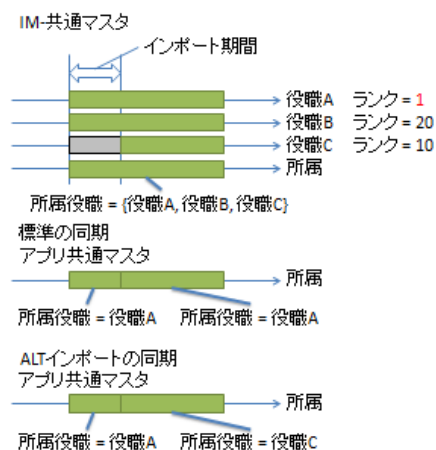 IM-共通マスタ
インポート期間
役職A ランク = 1
役職B ランク = 20
役職C ランク = 10
所属
所属役職 = {役職A, 役職B, 役職C}
標準の同期
アプリ共通マスタ
所属
所属役職 = 役職A 所属役職 = 役職A
ALTインポートの同期
アプリ共通マスタ
所属
所属役職 = 役職A 所属役職 = 役職C